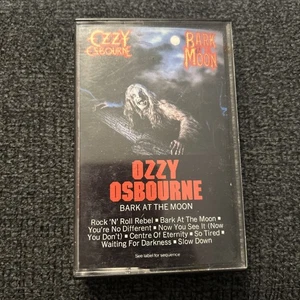 OZZY OSBOURNE
BARK AT THE MOON
OZZY
OSBOURNE
BARK AT THE MOON
Rock 'N' Roll Rebel ▪ Bark At The Moon ▪
You're No Different ▪ Now You See It (Now
You Don't) ▪ Centre Of Eternity ▪ So Tired ▪
Waiting For Darkness ▪ Slow Down
See label for sequence